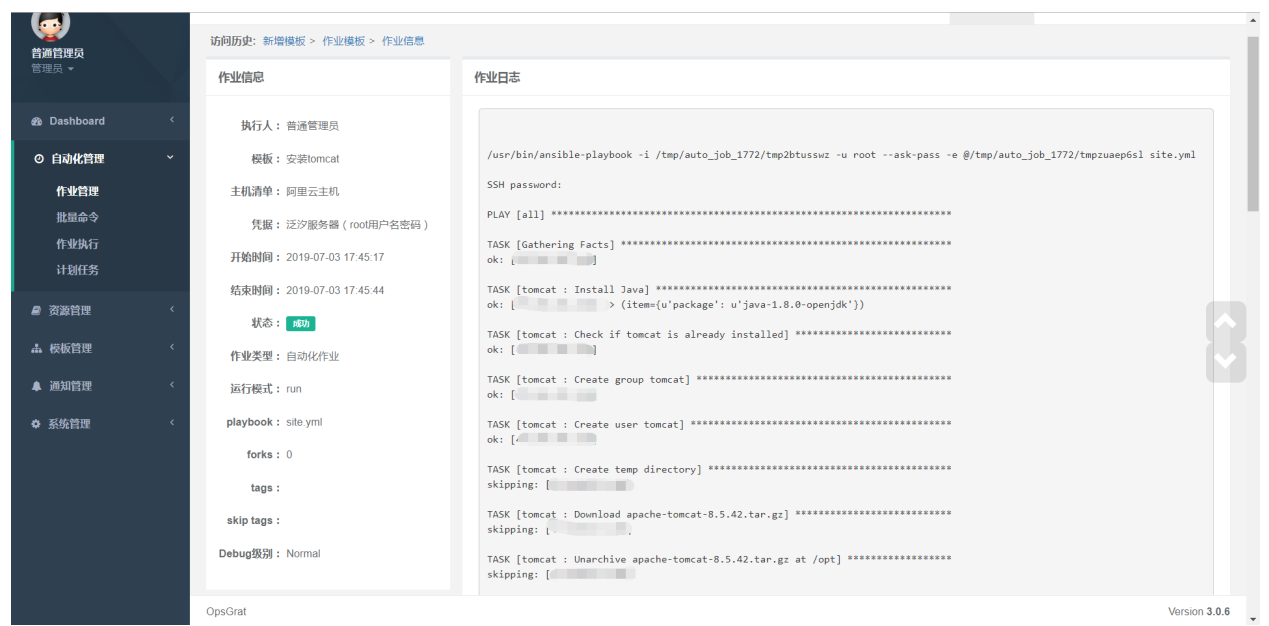 普通管理员
管理员
Dashboard
自动化管理
作业管理
批量命令
作业执行
计划任务
资源管理
模板管理
通知管理
系统管理
访问历史: 新增模板 > 作业模板 > 作业信息
作业信息
执行人： 普通管理员
模板： 安装tomcat
主机清单： 阿里云主机
凭据： 泛汐服务器（root用户名密码）
开始时间： 2019-07-03 17:45:17
结束时间： 2019-07-03 17:45:44
状态： 成功
作业类型： 自动化作业
运行模式： run
playbook： site.yml
forks： 0
tags：
skip tags：
Debug级别： Normal
作业日志
/usr/bin/ansible-playbook -i /tmp/auto_job_1772/tmp2btusswz -u root --ask-pass -e @/tmp/auto_job_1772/tmpzuaep6sl site.yml
SSH password:
PLAY [all] *********************************************************************
TASK [Gathering Facts] *********************************************************
ok: [ ]
TASK [tomcat : Install Java] ***************************************************
ok: [ > (item={u'package': u'java-1.8.0-openjdk'})
TASK [tomcat : Check if tomcat is already installed] ***************************
ok: [ ]
TASK [tomcat : Create group tomcat] ********************************************
ok: [
TASK [tomcat : Create user tomcat] *********************************************
ok: [
TASK [tomcat : Create temp directory] ******************************************
skipping: [
TASK [tomcat : Download apache-tomcat-8.5.42.tar.gz] ***************************
skipping: [
TASK [tomcat : Unarchive apache-tomcat-8.5.42.tar.gz at /opt] ******************
skipping: [
OpsGrat
Version 3.0.6